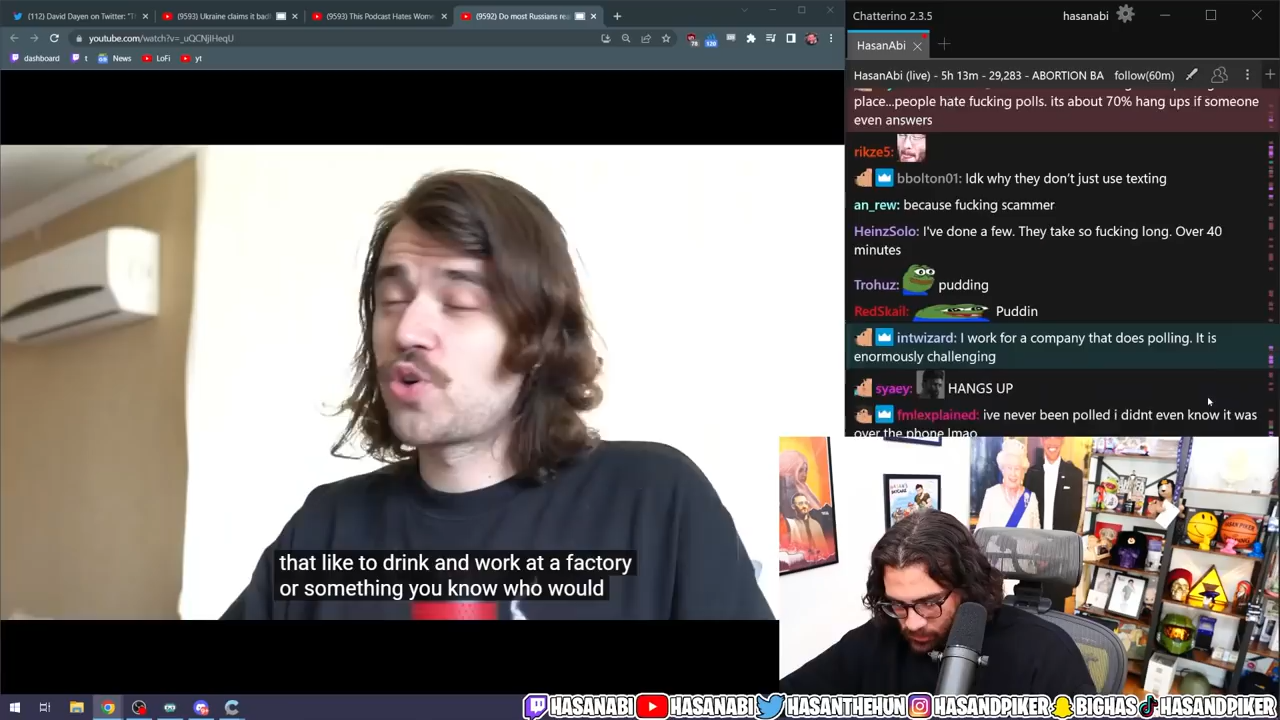 (112) David Dayen on Twitter: "T
(9593) Ukraine claims it bad
(9593) This Podcast Hates Wome
(9592) Do most Russians rea
youtube.com/watch?v=_uQCNjIHeqU
dashboard
t
News
LoFi
yt
78
120
Chatterino 2.3.5
hasanabi
HasanAbi
HasanAbi (live) - 5h 13m - 29,283 - ABORTION BA
follow(60m)
place...people hate fucking polls. its about 70% hang ups if someone
even answers
rikze5:
bbolton01: Idk why they don't just use texting
an_rew: because fucking scammer
HeinzSolo: I've done a few. They take so fucking long. Over 40
minutes
Trohuz: pudding
RedSkail: Puddin
intwizard: I work for a company that does polling. It is
enormously challenging
syaey: HANGS UP
fmlexplained: ive never been polled i didnt even know it was
over the phone lmao
that like to drink and work at a factory
or something you know who would
HASANABI HASANABI HASANTHEHUN HASANDPIKER BIGHAS HASANDPIKER